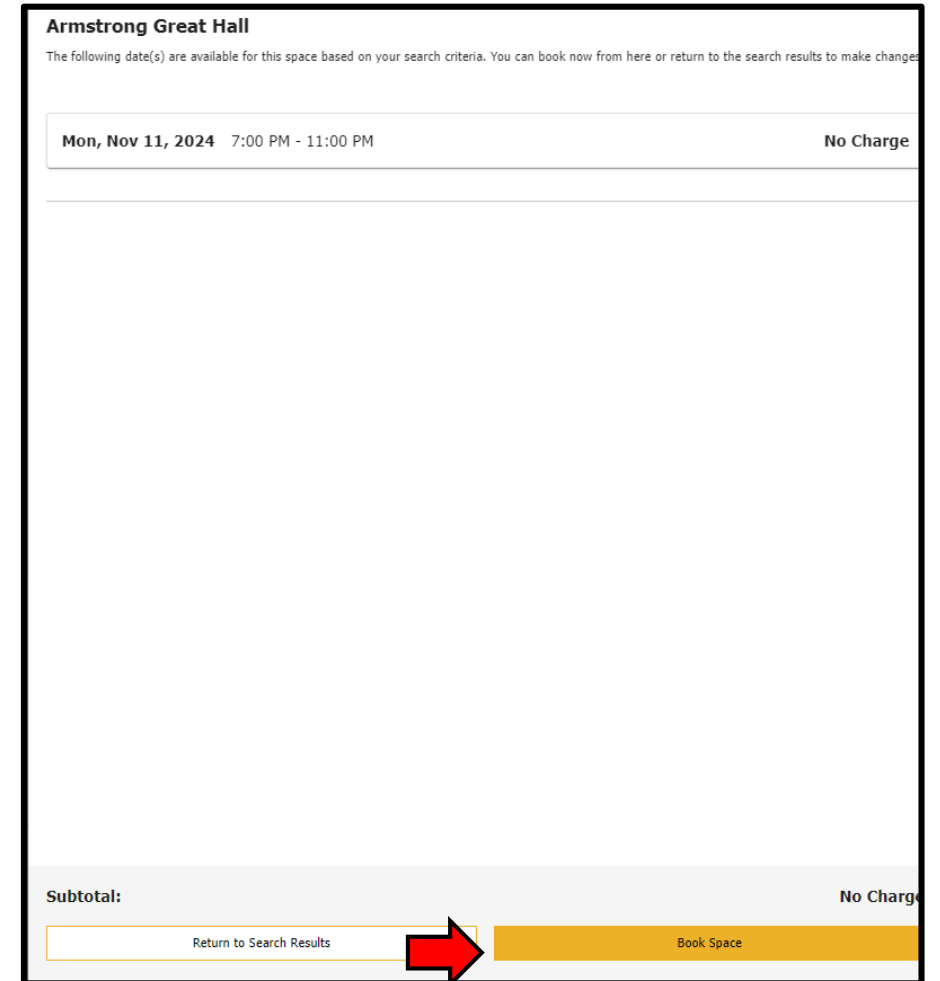 Armstrong Great Hall
The following date(s) are available for this space based on your search criteria. You can book now from here or return to the search results to make changes
Mon, Nov 11, 2024 7:00 PM - 11:00 PM No Charge
Subtotal: No Charge
Return to Search Results Book Space